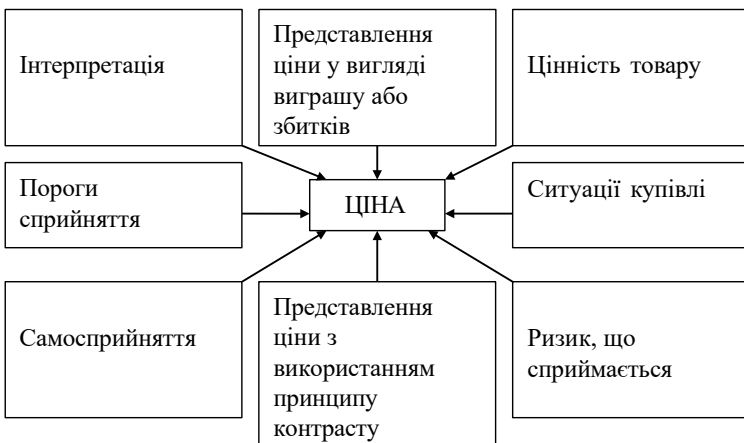 Інтерпретація
Представлення
ціни у вигляді
виграшу або
збитків
Цінність товару
Пороги
сприйняття
ЦІНА
Ситуації купівлі
Самосприйняття
Представлення
ціни з
використанням
принципу
контрасту
Ризик, що
сприймається